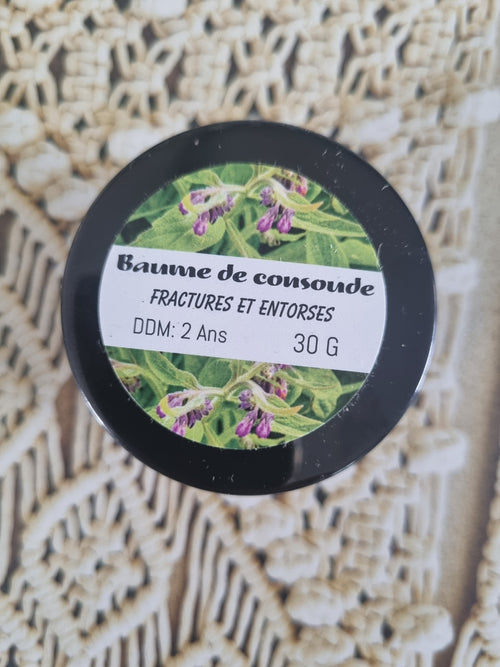 Baume de consoude
FRACTURES ET ENTORSES
DDM: 2 Ans 30 G